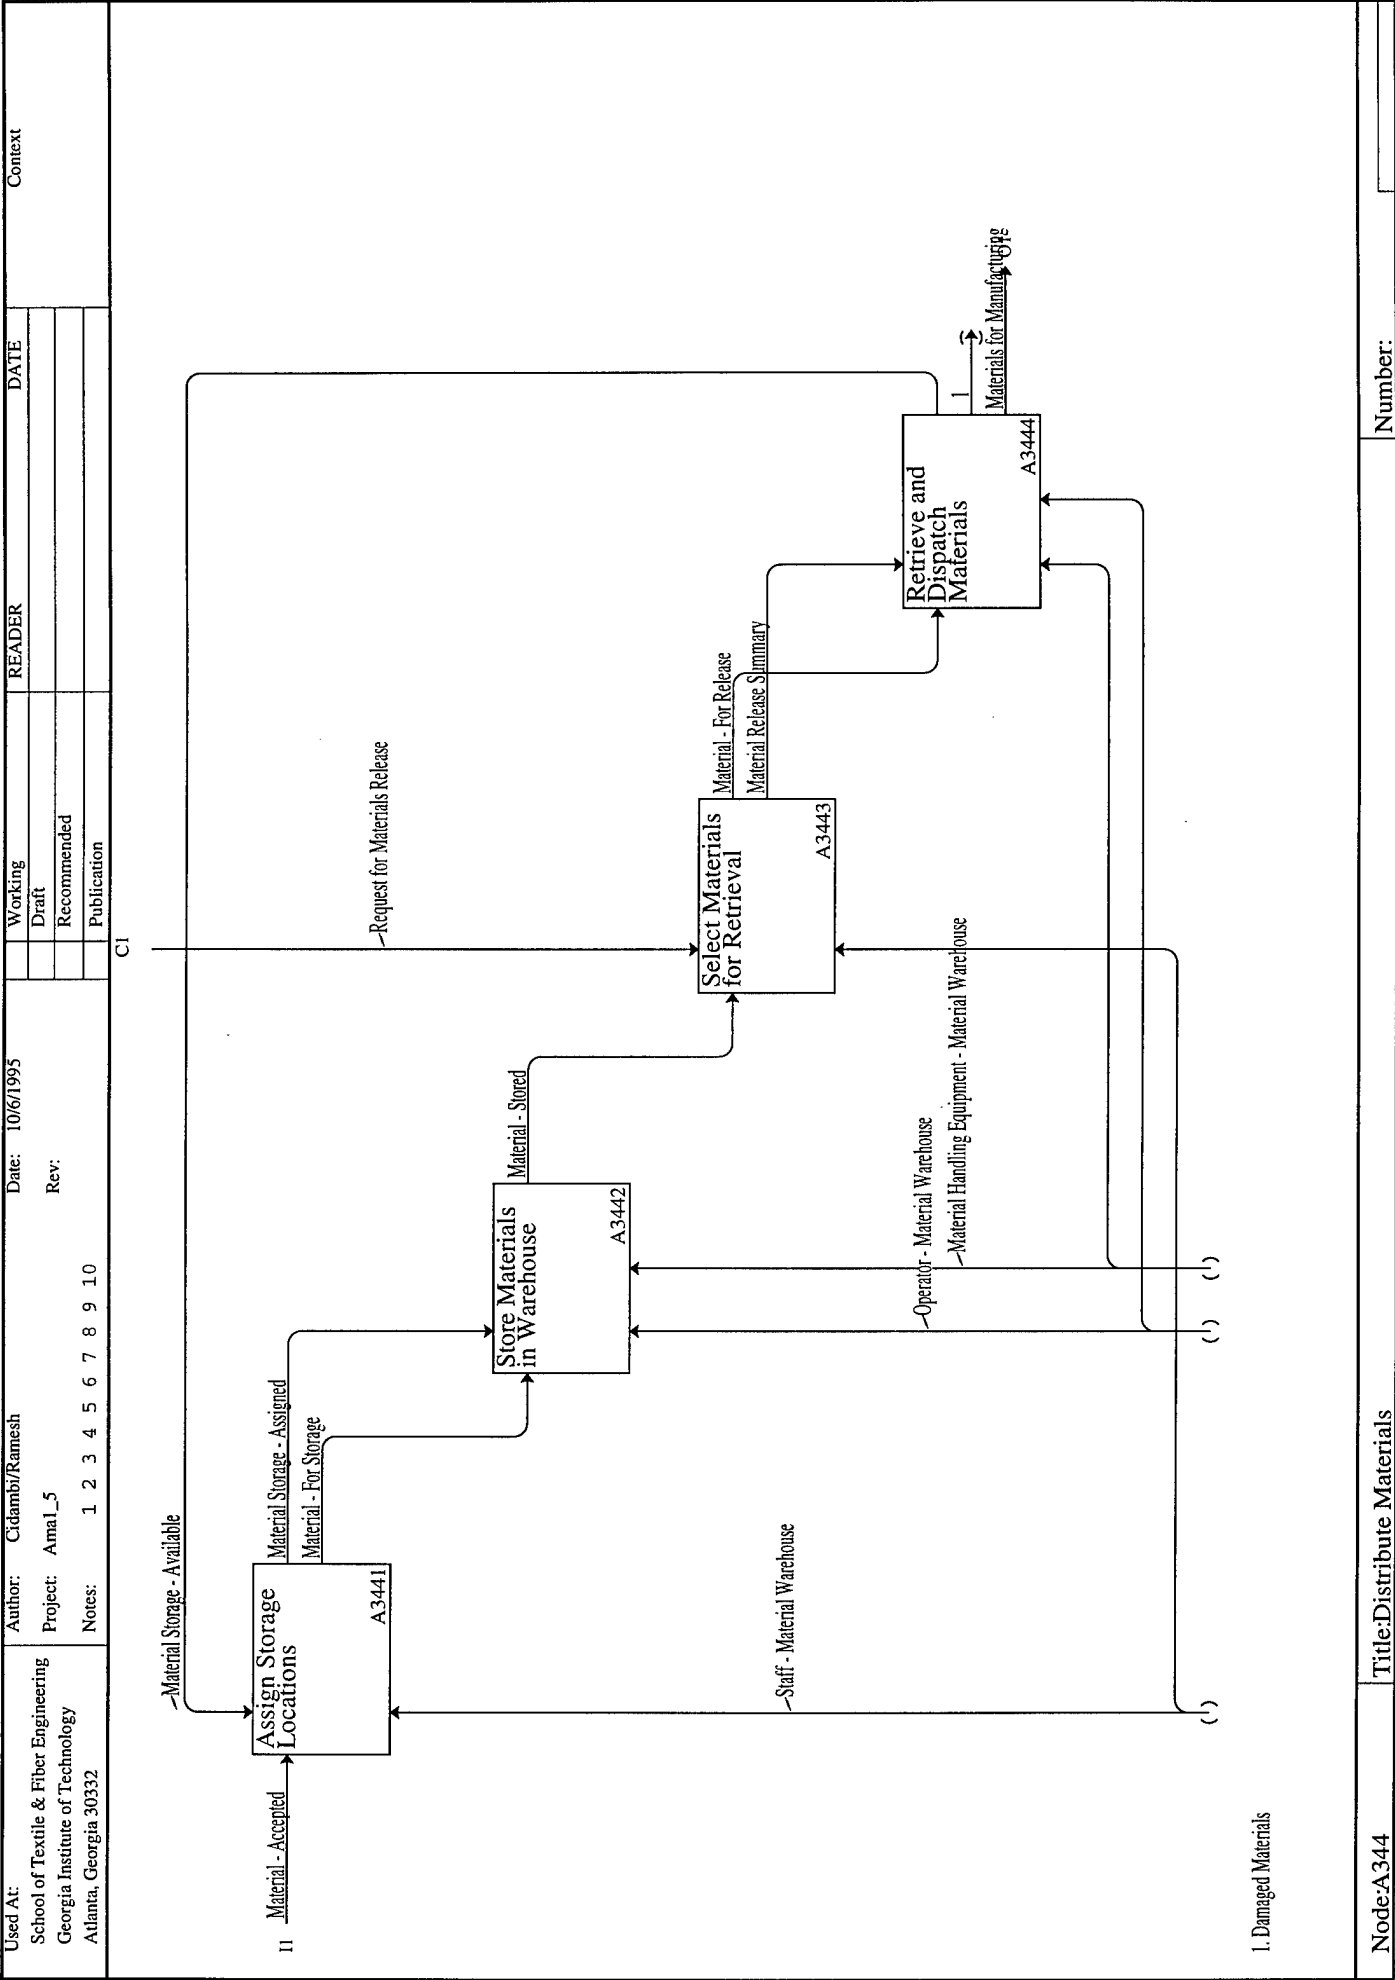 Used At:
School of Textile & Fiber Engineering
Georgia Institute of Technology
Atlanta, Georgia 30332
Author: Cidambi/Ramesh
Project: Ama1_5
Notes: 1 2 3 4 5 6 7 8 9 10
Date: 10/6/1995
Rev:
Working
Draft
Recommended
Publication
READER
DATE
Context
C1
Material Storage - Available
Request for Materials Release
I1
Material - Accepted
Assign Storage
Locations
A3441
Material Storage - Assigned
Material - For Storage
Store Materials
in Warehouse
A3442
Material - Stored
Select Materials
for Retrieval
A3443
Material - For Release
Material Release Summary
Retrieve and
Dispatch
Materials
A3444
1
( )
Materials for Manufacturing
Staff - Material Warehouse
Operator - Material Warehouse
Material Handling Equipment - Material Warehouse
( )
( )
( )
1. Damaged Materials
Node:A344
Title:Distribute Materials
Number: